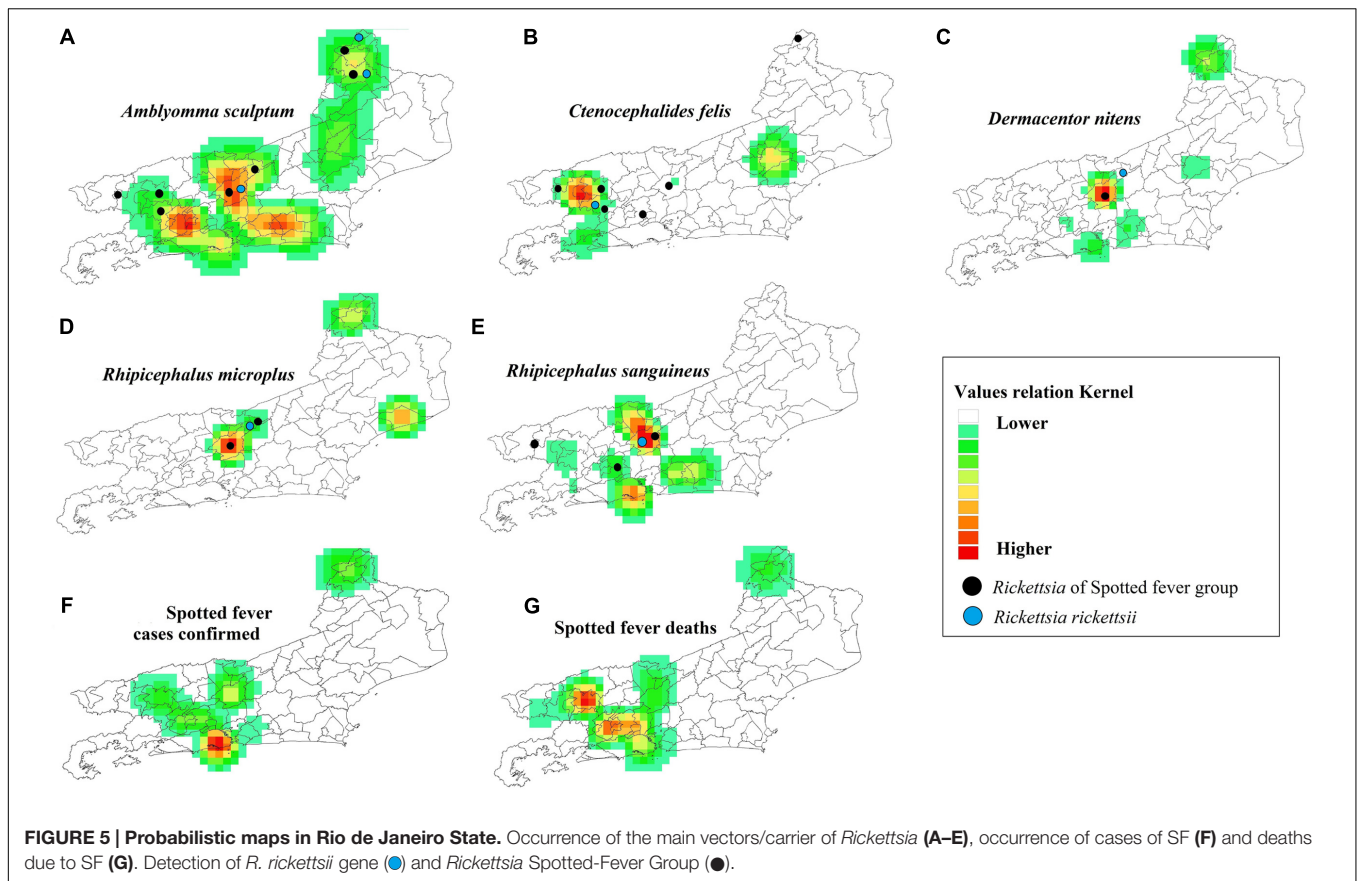 A
Amblyomma sculptum
B
Ctenocephalides felis
C
Dermacentor nitens
D
Rhipicephalus microplus
E
Rhipicephalus sanguineus
Values relation Kernel
Lower
Higher
Rickettsia of Spotted fever group
Rickettsia rickettsii
F
Spotted fever
cases confirmed
G
Spotted fever deaths
FIGURE 5 | Probabilistic maps in Rio de Janeiro State. Occurrence of the main vectors/carrier of Rickettsia (A–E), occurrence of cases of SF (F) and deaths
due to SF (G). Detection of R. rickettsii gene (●) and Rickettsia Spotted-Fever Group (●).